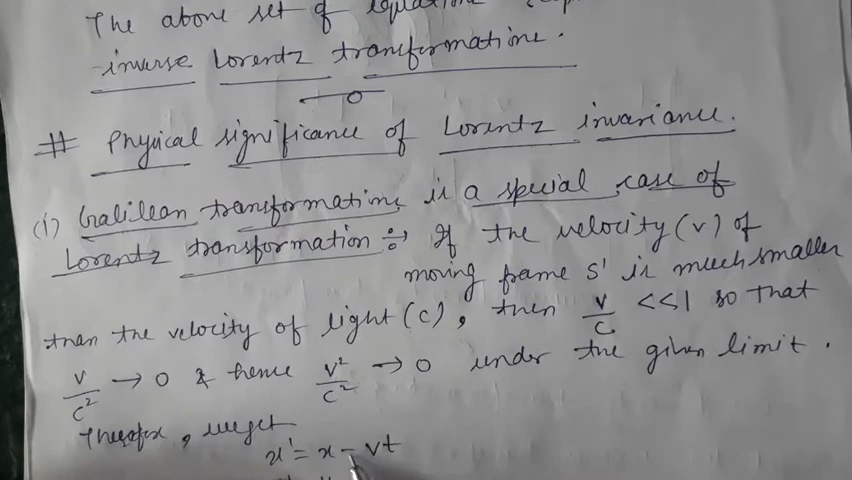 The above set of equations
inverse Lorentz transformations.
# Physical significance of Lorentz invariance.
(i) Galilean transformations is a special case of
Lorentz transformation :→ If the velocity (v) of
moving frame S' is much smaller
than the velocity of light (c), then v/c <<1 so that
v/c² → 0 & hence v²/c² → 0 under the given limit.
Therefore, we get
x' = x - vt